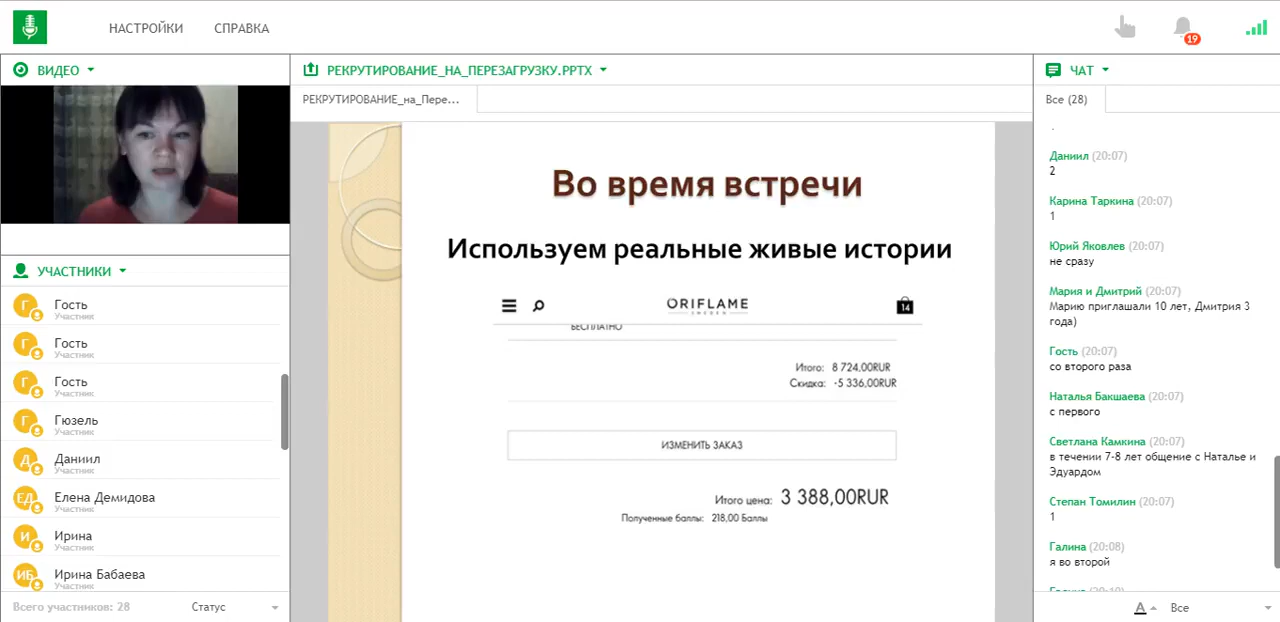 НАСТРОЙКИ
СПРАВКА
19
ВИДЕО
РЕКРУТИРОВАНИЕ_НА_ПЕРЕЗАГРУЗКУ.PPTX
ЧАТ
РЕКРУТИРОВАНИЕ_на_Пере...
Все (28)
УЧАСТНИКИ
Г
Гость
Участник
Г
Гость
Участник
Г
Гость
Участник
Г
Гюзель
Участник
Д
Даниил
Участник
ЕД
Елена Демидова
Участник
И
Ирина
Участник
ИБ
Ирина Бабаева
Участник
Всего участников: 28
Статус
Во время встречи
Используем реальные живые истории
ORIFLAME
SWEDEN
14
БЕСПЛАТНО
Итого: 8 724,00RUR
Скидка: -5 336,00RUR
ИЗМЕНИТЬ ЗАКАЗ
Итого цена: 3 388,00RUR
Полученные баллы: 218,00 Баллы
Даниил (20:07)
2
Карина Таркина (20:07)
1
Юрий Яковлев (20:07)
не сразу
Мария и Дмитрий (20:07)
Марию приглашали 10 лет, Дмитрия 3
года)
Гость (20:07)
со второго раза
Наталья Бакшаева (20:07)
с первого
Светлана Камкина (20:07)
в течении 7-8 лет общение с Натальей и
Эдуардом
Степан Томилин (20:07)
1
Галина (20:08)
я во второй
А
Все